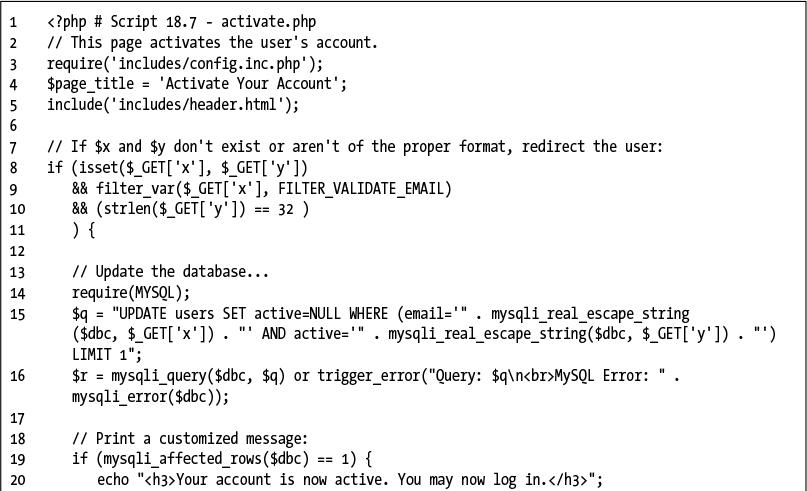 1 <?php # Script 18.7 - activate.php
2 // This page activates the user's account.
3 require('includes/config.inc.php');
4 $page_title = 'Activate Your Account';
5 include('includes/header.html');
6
7 // If $x and $y don't exist or aren't of the proper format, redirect the user:
8 if (isset($_GET['x'], $_GET['y'])
9 && filter_var($_GET['x'], FILTER_VALIDATE_EMAIL)
10 && (strlen($_GET['y']) == 32 )
11 ) {
12
13 // Update the database...
14 require(MYSQL);
15 $q = "UPDATE users SET active=NULL WHERE (email='" . mysqli_real_escape_string
($dbc, $_GET['x']) . "' AND active='" . mysqli_real_escape_string($dbc, $_GET['y']) . "')
LIMIT 1";
16 $r = mysqli_query($dbc, $q) or trigger_error("Query: $q\n<br>MySQL Error: " .
mysqli_error($dbc));
17
18 // Print a customized message:
19 if (mysqli_affected_rows($dbc) == 1) {
20 echo "<h3>Your account is now active. You may now log in.</h3>";